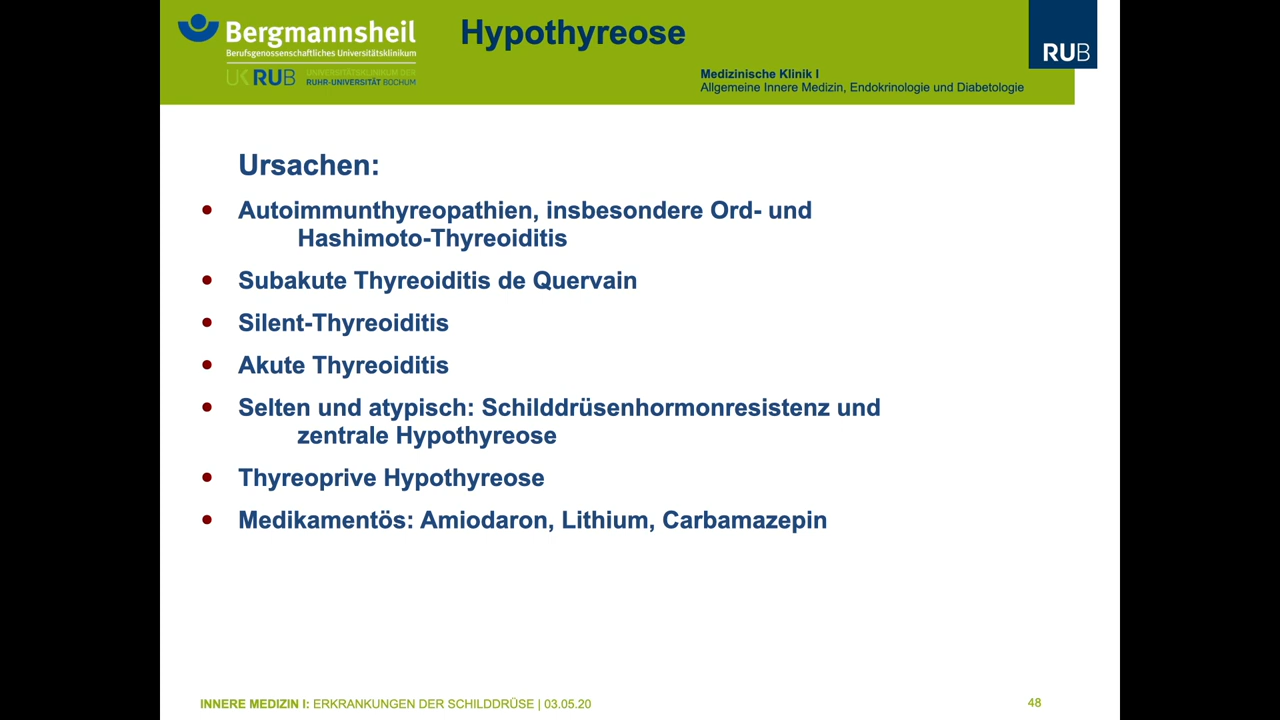 Bergmannsheil
Berufsgenossenschaftliches Universitätsklinikum
UK RUB
UNIVERSITÄTSKLINIKUM DER
RUHR-UNIVERSITÄT BOCHUM
Hypothyreose
Medizinische Klinik I
Allgemeine Innere Medizin, Endokrinologie und Diabetologie
RUB
Ursachen:
• Autoimmunthyreopathien, insbesondere Ord- und
Hashimoto-Thyreoiditis
• Subakute Thyreoiditis de Quervain
• Silent-Thyreoiditis
• Akute Thyreoiditis
• Selten und atypisch: Schilddrüsenhormonresistenz und
zentrale Hypothyreose
• Thyreoprive Hypothyreose
• Medikamentös: Amiodaron, Lithium, Carbamazepin
INNERE MEDIZIN I: ERKRANKUNGEN DER SCHILDDRÜSE | 03.05.20
48